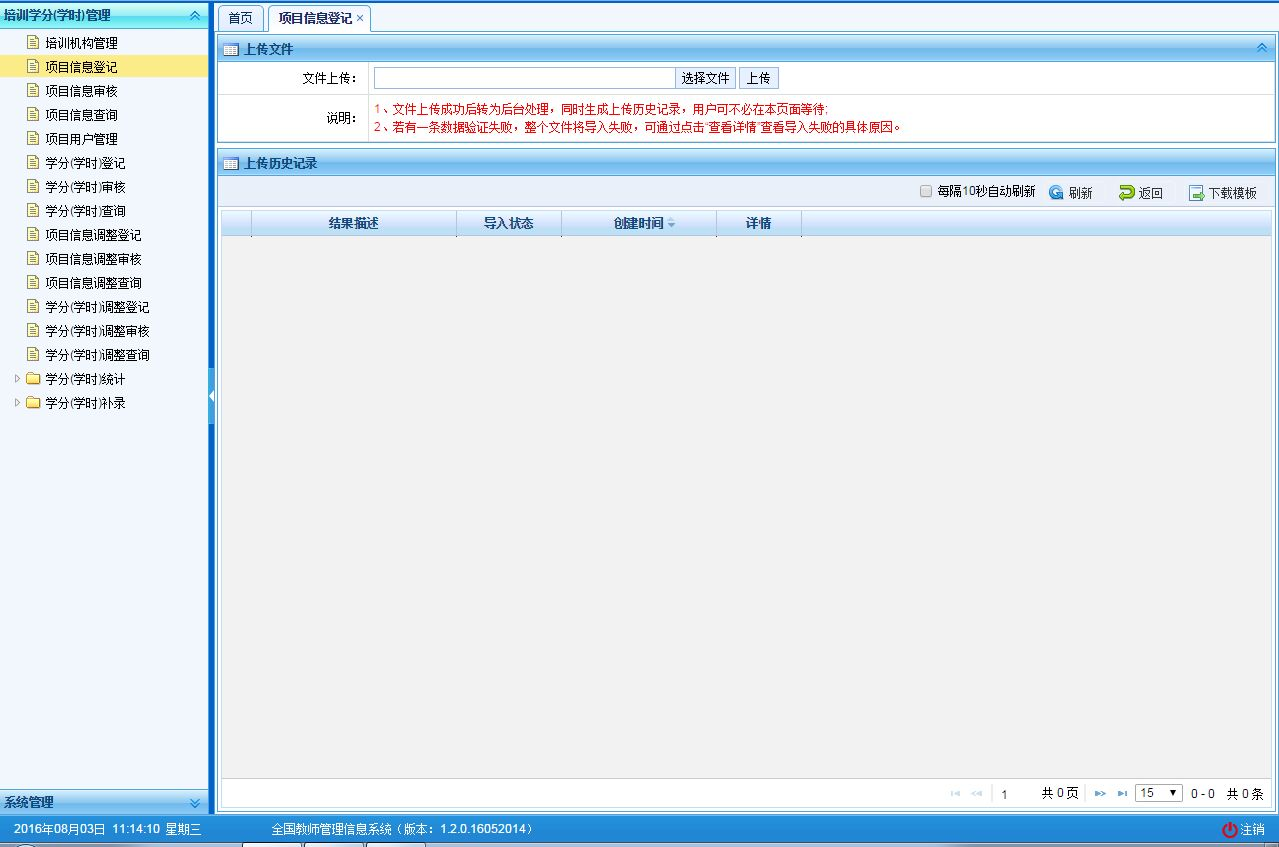 培训学分(学时)管理
培训机构管理
项目信息登记
项目信息审核
项目信息查询
项目用户管理
学分(学时)登记
学分(学时)审核
学分(学时)查询
项目信息调整登记
项目信息调整审核
项目信息调整查询
学分(学时)调整登记
学分(学时)调整审核
学分(学时)调整查询
学分(学时)统计
学分(学时)补录
系统管理
首页 项目信息登记 ×
上传文件
文件上传： 选择文件 上传
说明：
1、文件上传成功后转为后台处理，同时生成上传历史记录，用户可不必在本页面等待;
2、若有一条数据验证失败，整个文件将导入失败，可通过点击“查看详情”查看导入失败的具体原因。
上传历史记录
每隔10秒自动刷新 刷新 返回 下载模板
结果描述 导入状态 创建时间 详情
1 共 0 页 15 0 - 0 共 0 条
2016年08月03日 11:14:10 星期三 全国教师管理信息系统（版本：1.2.0.16052014） 注销